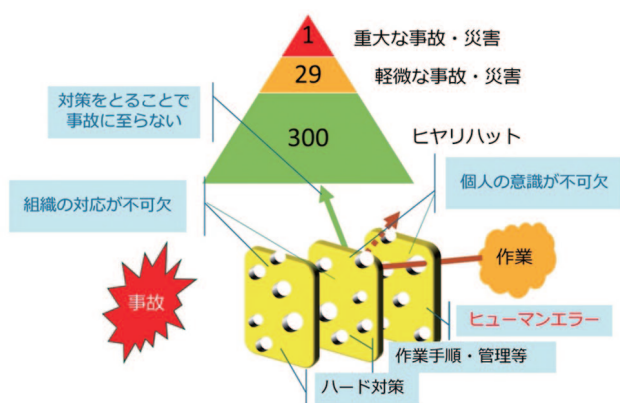 1
重大な事故・災害
29
軽微な事故・災害
対策をとることで
事故に至らない
300
ヒヤリハット
組織の対応が不可欠
個人の意識が不可欠
作業
事故
ヒューマンエラー
作業手順・管理等
ハード対策